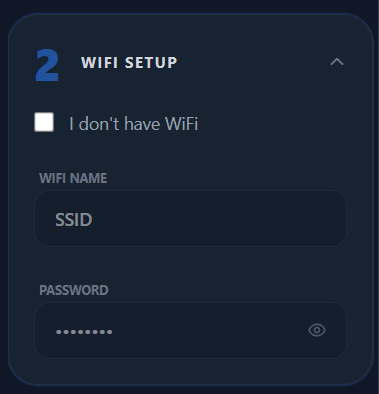 2 WIFI SETUP
I don't have WiFi
WIFI NAME
SSID
PASSWORD
••••••••